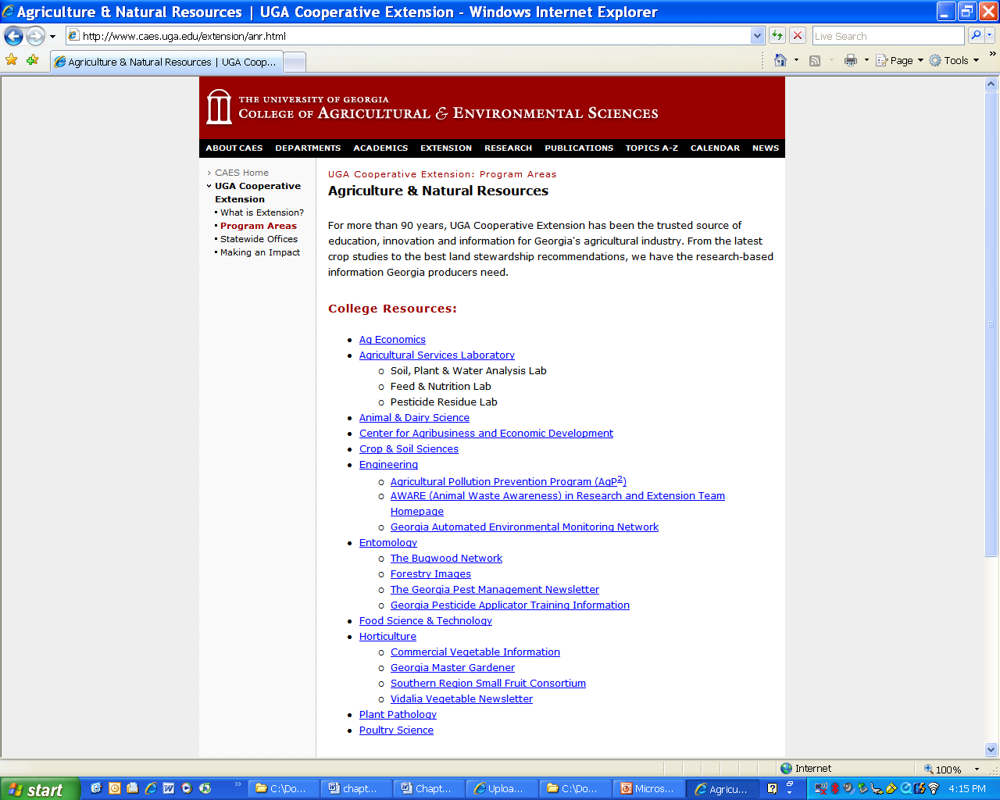 Agriculture & Natural Resources | UGA Cooperative Extension - Windows Internet Explorer
http://www.caes.uga.edu/extension/anr.html
Live Search
Agriculture & Natural Resources | UGA Coop...
Page
Tools
THE UNIVERSITY OF GEORGIA
COLLEGE OF AGRICULTURAL & ENVIRONMENTAL SCIENCES
ABOUT CAES DEPARTMENTS ACADEMICS EXTENSION RESEARCH PUBLICATIONS TOPICS A-Z CALENDAR NEWS
> CAES Home
UGA Cooperative
Extension
What is Extension?
Program Areas
Statewide Offices
Making an Impact
UGA Cooperative Extension: Program Areas
Agriculture & Natural Resources
For more than 90 years, UGA Cooperative Extension has been the trusted source of
education, innovation and information for Georgia's agricultural industry. From the latest
crop studies to the best land stewardship recommendations, we have the research-based
information Georgia producers need.
College Resources:
Ag Economics
Agricultural Services Laboratory
Soil, Plant & Water Analysis Lab
Feed & Nutrition Lab
Pesticide Residue Lab
Animal & Dairy Science
Center for Agribusiness and Economic Development
Crop & Soil Sciences
Engineering
Agricultural Pollution Prevention Program (AgP²)
AWARE (Animal Waste Awareness) in Research and Extension Team
Homepage
Georgia Automated Environmental Monitoring Network
Entomology
The Bugwood Network
Forestry Images
The Georgia Pest Management Newsletter
Georgia Pesticide Applicator Training Information
Food Science & Technology
Horticulture
Commercial Vegetable Information
Georgia Master Gardener
Southern Region Small Fruit Consortium
Vidalia Vegetable Newsletter
Plant Pathology
Poultry Science
Internet
100%
start
C:\Do...
chapt...
Chapt...
Uploa...
C:\Do...
Micros...
Agricu...
4:15 PM